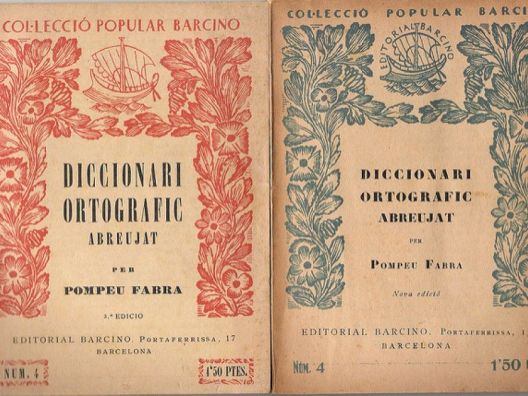 COL·LECCIÓ POPULAR BARCINO
DICCIONARI
ORTOGRAFIC
ABREUJAT
PER
POMPEU FABRA
3.ª EDICIÓ
EDITORIAL BARCINO. PORTAFERRISSA, 17
BARCELONA
NUM. 4
1'50 PTES.
COL·LECCIÓ POPULAR BARCINO
EDITORIAL BARCINO
DICCIONARI
ORTOGRAFIC
ABREUJAT
PER
POMPEU FABRA
Nova edició
EDITORIAL BARCINO. PORTAFERRISSA, 1
BARCELONA
NÚM. 4
1'50